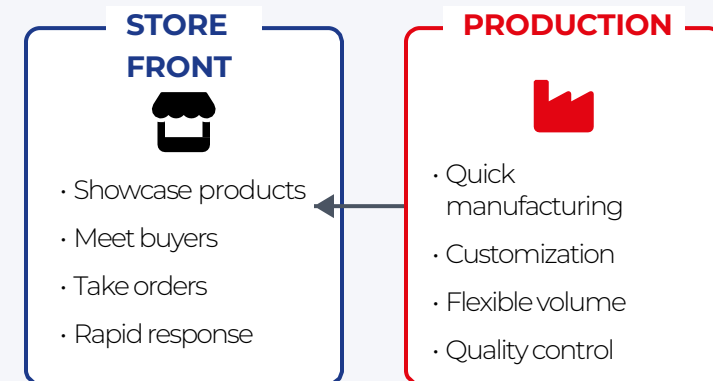 STORE
FRONT
· Showcase products
· Meet buyers
· Take orders
· Rapid response
PRODUCTION
· Quick
manufacturing
· Customization
· Flexible volume
· Quality control